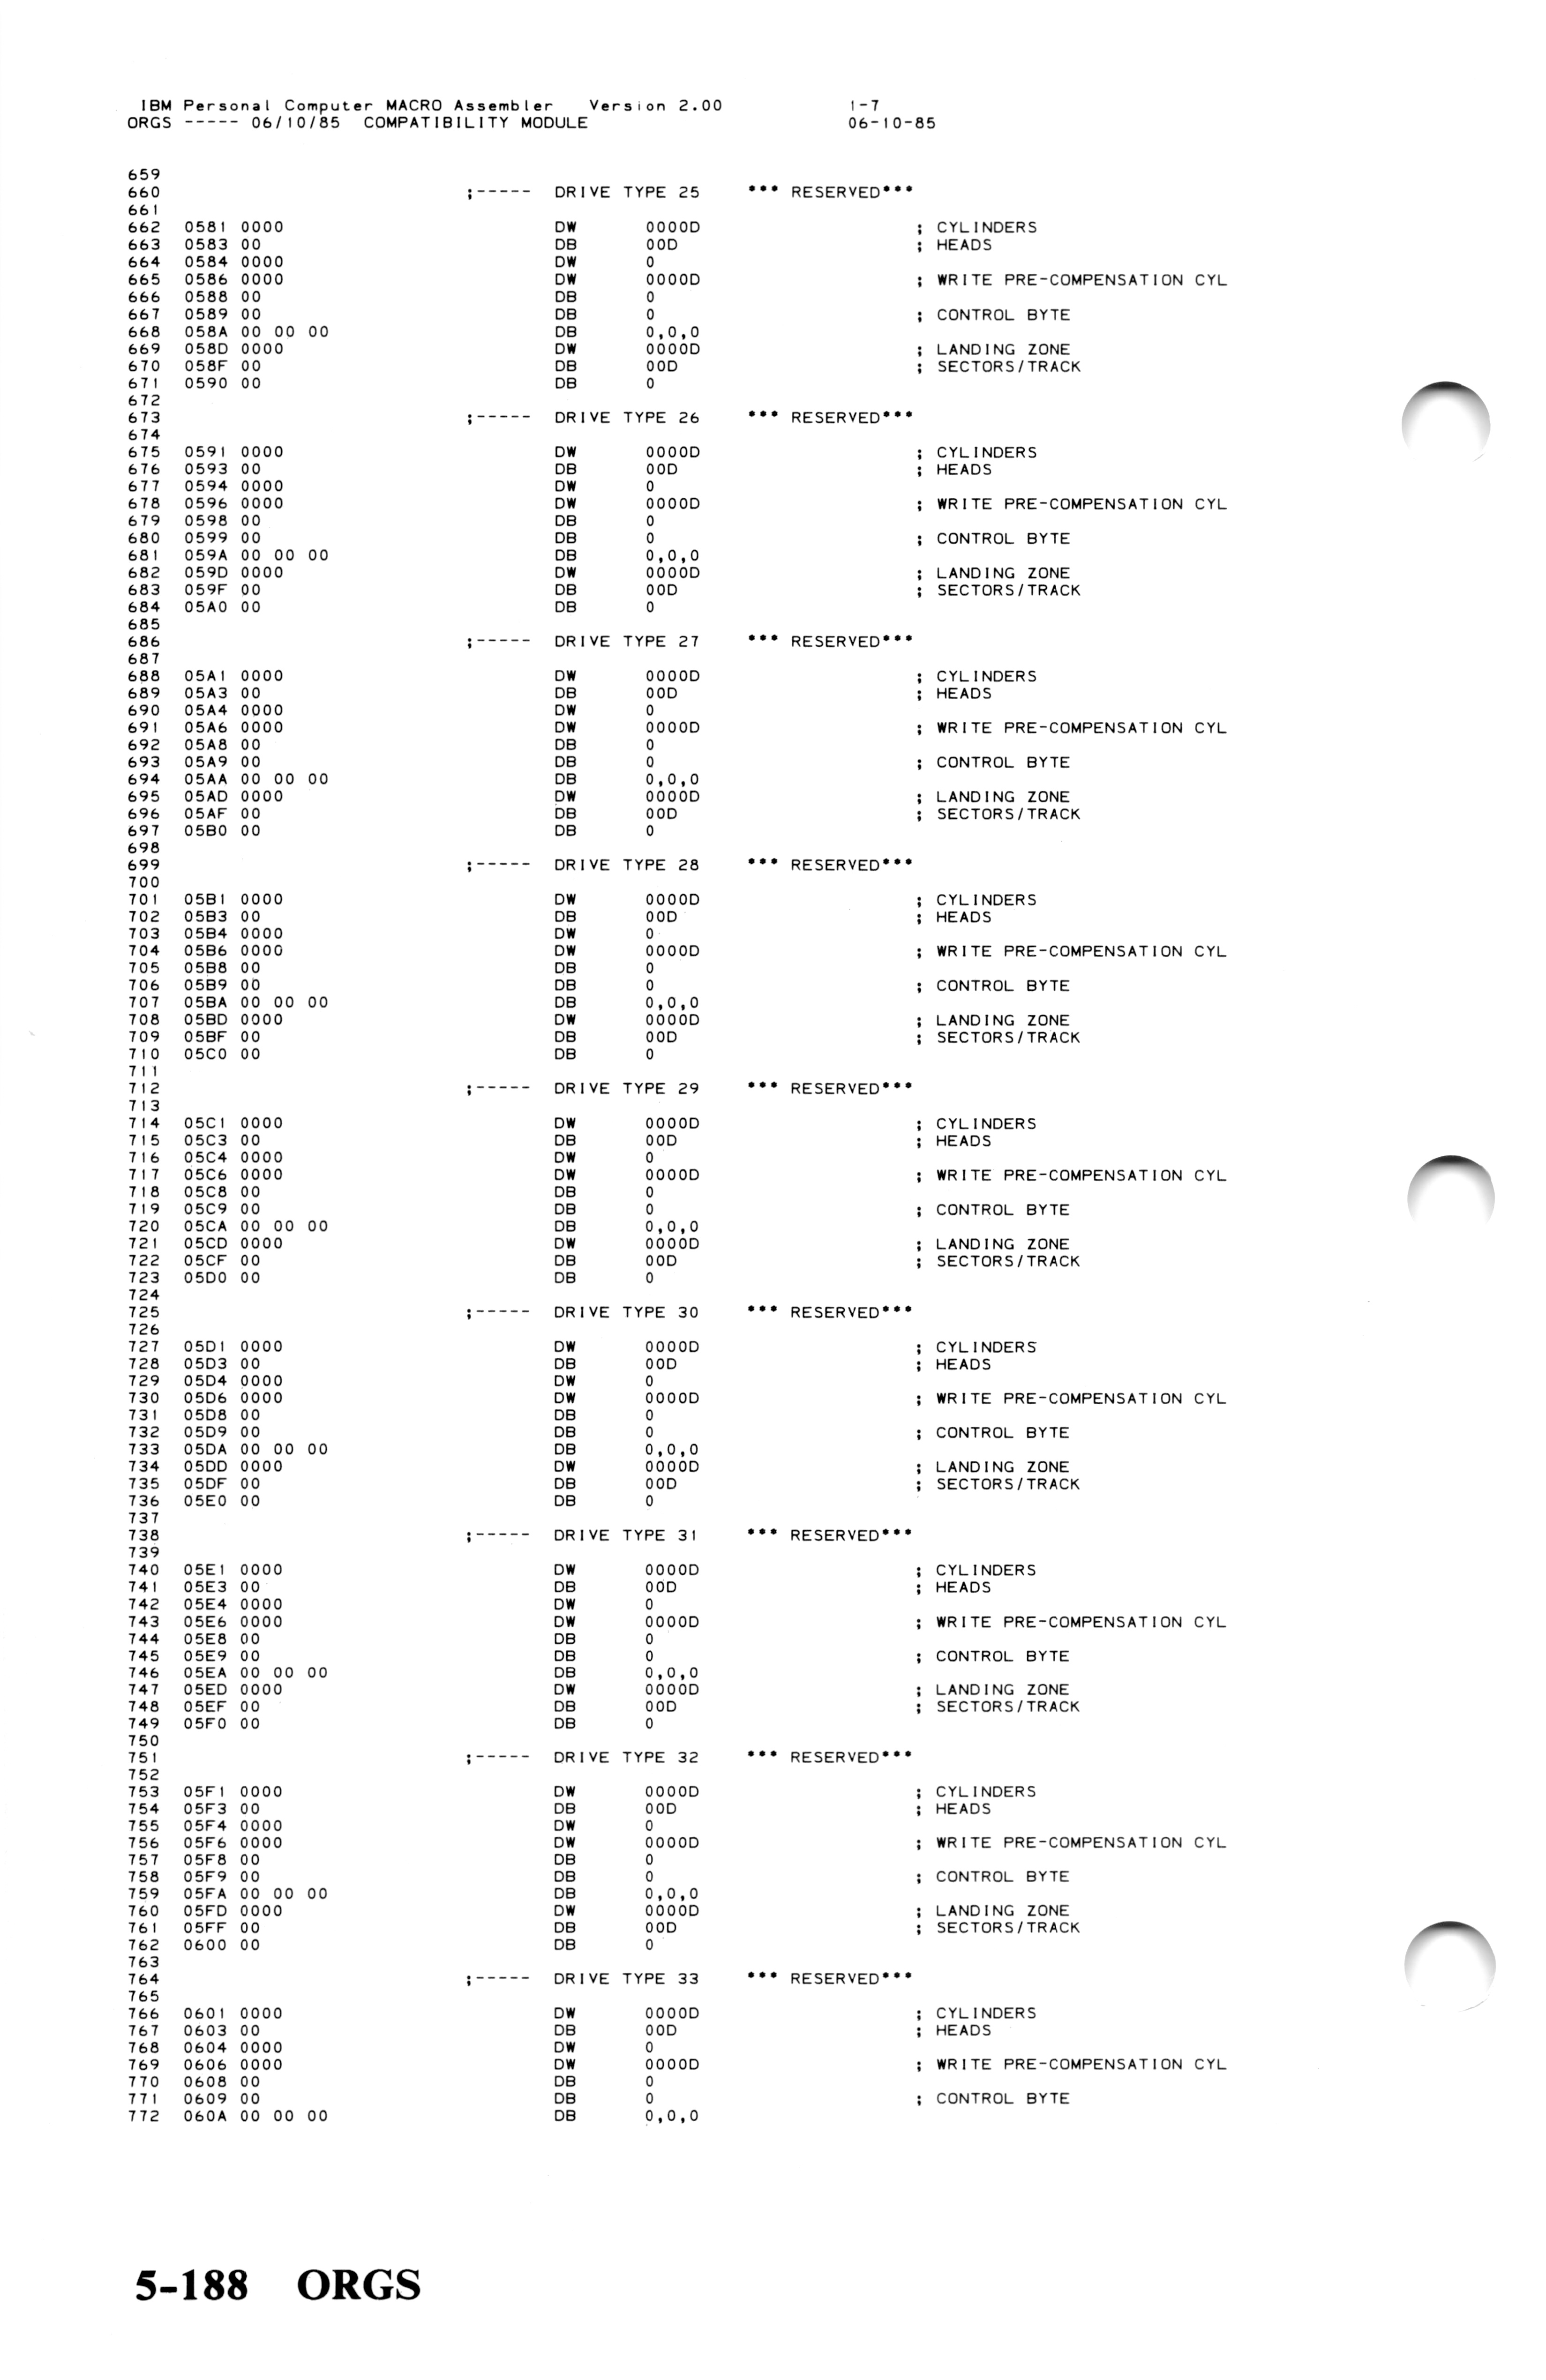 IBM Personal Computer MACRO Assembler   Version 2.00   1-7
ORGS ----- 06/10/85  COMPATIBILITY MODULE   06-10-85
659
660   ;-----  DRIVE TYPE 25   *** RESERVED***
661
662  0581 0000   DW   0000D   ; CYLINDERS
663  0583 00   DB   00D   ; HEADS
664  0584 0000   DW   0
665  0586 0000   DW   0000D   ; WRITE PRE-COMPENSATION CYL
666  0588 00   DB   0
667  0589 00   DB   0   ; CONTROL BYTE
668  058A 00 00 00   DB   0,0,0
669  058D 0000   DW   0000D   ; LANDING ZONE
670  058F 00   DB   00D   ; SECTORS/TRACK
671  0590 00   DB   0
672
673   ;-----  DRIVE TYPE 26   *** RESERVED***
674
675  0591 0000   DW   0000D   ; CYLINDERS
676  0593 00   DB   00D   ; HEADS
677  0594 0000   DW   0
678  0596 0000   DW   0000D   ; WRITE PRE-COMPENSATION CYL
679  0598 00   DB   0
680  0599 00   DB   0   ; CONTROL BYTE
681  059A 00 00 00   DB   0,0,0
682  059D 0000   DW   0000D   ; LANDING ZONE
683  059F 00   DB   00D   ; SECTORS/TRACK
684  05A0 00   DB   0
685
686   ;-----  DRIVE TYPE 27   *** RESERVED***
687
688  05A1 0000   DW   0000D   ; CYLINDERS
689  05A3 00   DB   00D   ; HEADS
690  05A4 0000   DW   0
691  05A6 0000   DW   0000D   ; WRITE PRE-COMPENSATION CYL
692  05A8 00   DB   0
693  05A9 00   DB   0   ; CONTROL BYTE
694  05AA 00 00 00   DB   0,0,0
695  05AD 0000   DW   0000D   ; LANDING ZONE
696  05AF 00   DB   00D   ; SECTORS/TRACK
697  05B0 00   DB   0
698
699   ;-----  DRIVE TYPE 28   *** RESERVED***
700
701  05B1 0000   DW   0000D   ; CYLINDERS
702  05B3 00   DB   00D   ; HEADS
703  05B4 0000   DW   0
704  05B6 0000   DW   0000D   ; WRITE PRE-COMPENSATION CYL
705  05B8 00   DB   0
706  05B9 00   DB   0   ; CONTROL BYTE
707  05BA 00 00 00   DB   0,0,0
708  05BD 0000   DW   0000D   ; LANDING ZONE
709  05BF 00   DB   00D   ; SECTORS/TRACK
710  05C0 00   DB   0
711
712   ;-----  DRIVE TYPE 29   *** RESERVED***
713
714  05C1 0000   DW   0000D   ; CYLINDERS
715  05C3 00   DB   00D   ; HEADS
716  05C4 0000   DW   0
717  05C6 0000   DW   0000D   ; WRITE PRE-COMPENSATION CYL
718  05C8 00   DB   0
719  05C9 00   DB   0   ; CONTROL BYTE
720  05CA 00 00 00   DB   0,0,0
721  05CD 0000   DW   0000D   ; LANDING ZONE
722  05CF 00   DB   00D   ; SECTORS/TRACK
723  05D0 00   DB   0
724
725   ;-----  DRIVE TYPE 30   *** RESERVED***
726
727  05D1 0000   DW   0000D   ; CYLINDERS
728  05D3 00   DB   00D   ; HEADS
729  05D4 0000   DW   0
730  05D6 0000   DW   0000D   ; WRITE PRE-COMPENSATION CYL
731  05D8 00   DB   0
732  05D9 00   DB   0   ; CONTROL BYTE
733  05DA 00 00 00   DB   0,0,0
734  05DD 0000   DW   0000D   ; LANDING ZONE
735  05DF 00   DB   00D   ; SECTORS/TRACK
736  05E0 00   DB   0
737
738   ;-----  DRIVE TYPE 31   *** RESERVED***
739
740  05E1 0000   DW   0000D   ; CYLINDERS
741  05E3 00   DB   00D   ; HEADS
742  05E4 0000   DW   0
743  05E6 0000   DW   0000D   ; WRITE PRE-COMPENSATION CYL
744  05E8 00   DB   0
745  05E9 00   DB   0   ; CONTROL BYTE
746  05EA 00 00 00   DB   0,0,0
747  05ED 0000   DW   0000D   ; LANDING ZONE
748  05EF 00   DB   00D   ; SECTORS/TRACK
749  05F0 00   DB   0
750
751   ;-----  DRIVE TYPE 32   *** RESERVED***
752
753  05F1 0000   DW   0000D   ; CYLINDERS
754  05F3 00   DB   00D   ; HEADS
755  05F4 0000   DW   0
756  05F6 0000   DW   0000D   ; WRITE PRE-COMPENSATION CYL
757  05F8 00   DB   0
758  05F9 00   DB   0   ; CONTROL BYTE
759  05FA 00 00 00   DB   0,0,0
760  05FD 0000   DW   0000D   ; LANDING ZONE
761  05FF 00   DB   00D   ; SECTORS/TRACK
762  0600 00   DB   0
763
764   ;-----  DRIVE TYPE 33   *** RESERVED***
765
766  0601 0000   DW   0000D   ; CYLINDERS
767  0603 00   DB   00D   ; HEADS
768  0604 0000   DW   0
769  0606 0000   DW   0000D   ; WRITE PRE-COMPENSATION CYL
770  0608 00   DB   0
771  0609 00   DB   0   ; CONTROL BYTE
772  060A 00 00 00   DB   0,0,0
5-188   ORGS